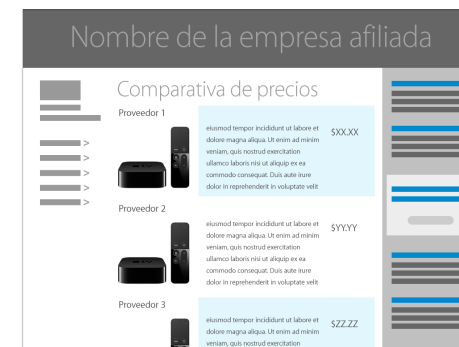 Nombre de la empresa afiliada
Comparativa de precios
Proveedor 1
eiusmod tempor incididunt ut labore et
dolore magna aliqua. Ut enim ad minim
veniam, quis nostrud exercitation
ullamco laboris nisi ut aliquip ex ea
commodo consequat. Duis aute irure
dolor in reprehenderit in voluptate velit
$XX.XX
>
>
>
>
>
Proveedor 2
eiusmod tempor incididunt ut labore et
dolore magna aliqua. Ut enim ad minim
veniam, quis nostrud exercitation
ullamco laboris nisi ut aliquip ex ea
commodo consequat. Duis aute irure
dolor in reprehenderit in voluptate velit
$YY.YY
Proveedor 3
eiusmod tempor incididunt ut labore et
dolore magna aliqua. Ut enim ad minim
veniam, quis nostrud exercitation
$ZZ.ZZ